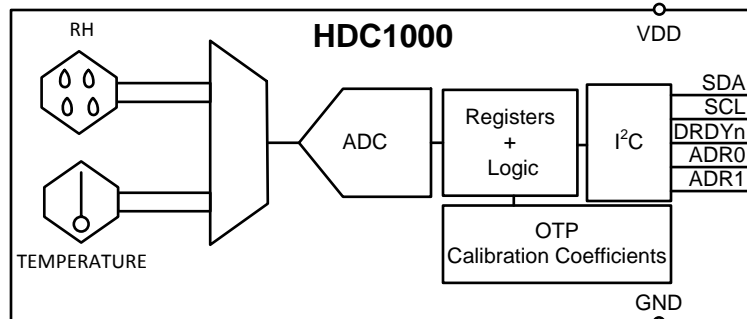 RH
HDC1000
VDD
ADC
Registers
+
Logic
I²C
SDA
SCL
DRDYn
ADR0
ADR1
TEMPERATURE
OTP
Calibration Coefficients
GND